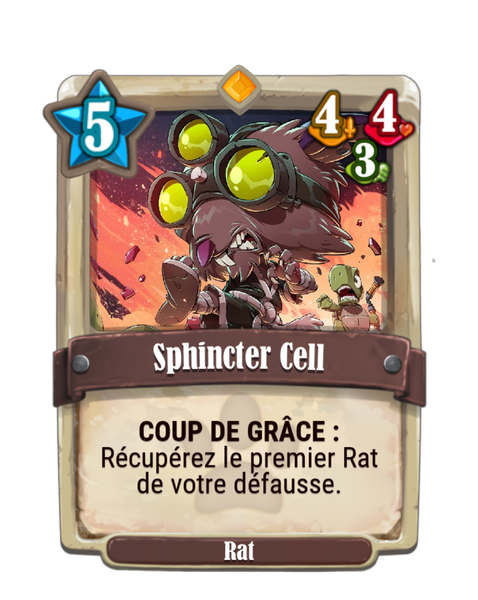 5
4
4
3
Sphincter Cell
COUP DE GRÂCE :
Récupérez le premier Rat
de votre défausse.
Rat